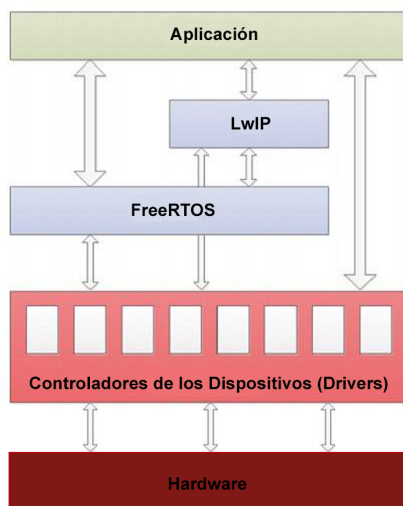 Aplicación
LwIP
FreeRTOS
Controladores de los Dispositivos (Drivers)
Hardware